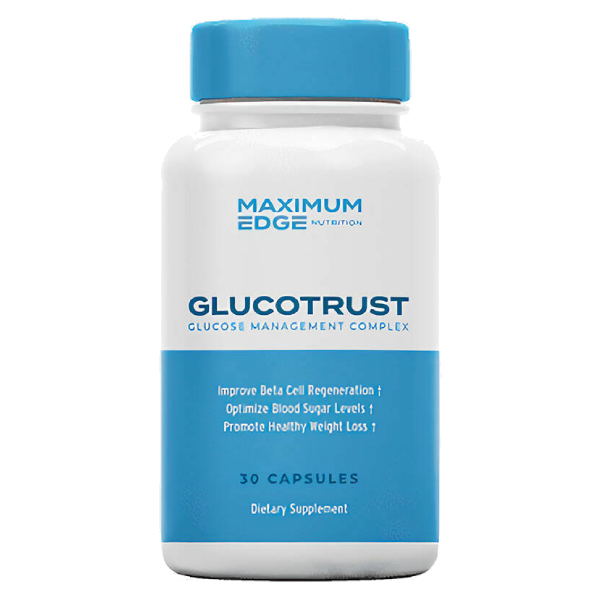 MAXIMUM
EDGE NUTRITION
GLUCOTRUST
GLUCOSE MANAGEMENT COMPLEX
Improve Beta Cell Regeneration †
Optimize Blood Sugar Levels †
Promote Healthy Weight Loss †
30 CAPSULES
Dietary Supplement